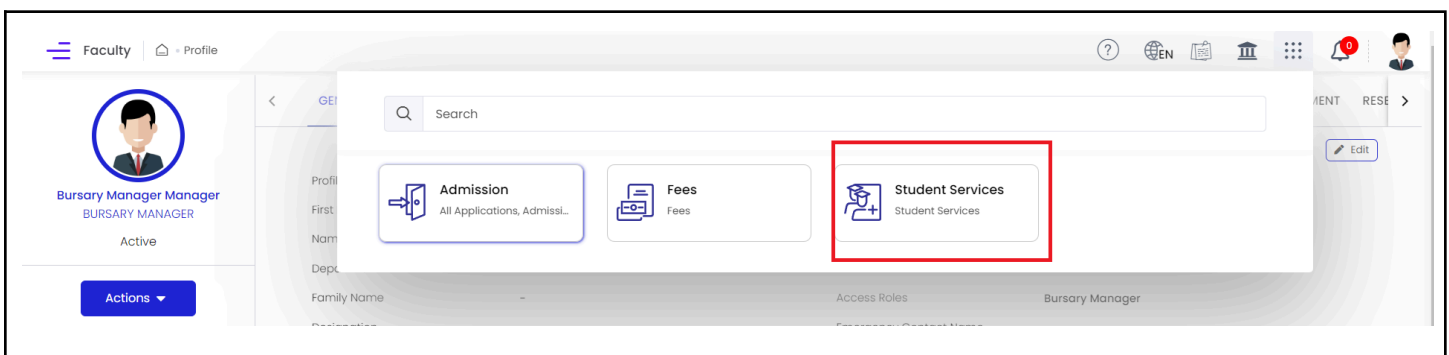 Faculty Profile
EN 0
GE MENT RESE
Search
Edit
Admission Fees Student Services
All Applications, Admissi... Fees Student Services
Bursary Manager Manager
BURSARY MANAGER
Active
Profil
First
Nam
Depa
Actions
Family Name - Access Roles Bursary Manager
Designation Emergency Contact Name